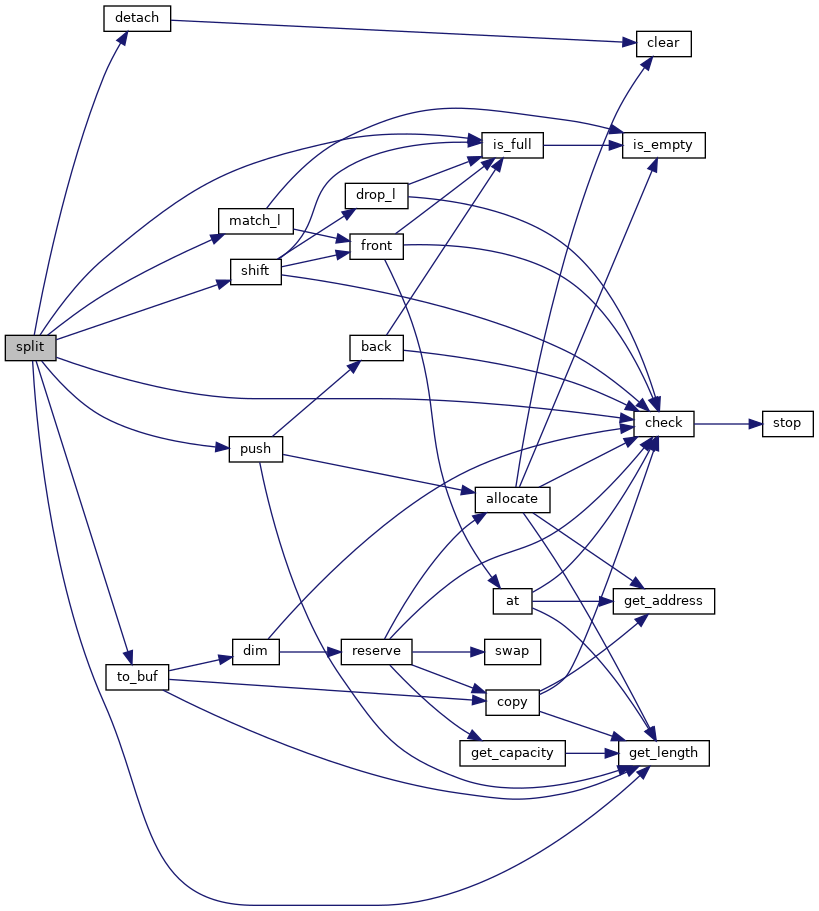 detach
clear
is_full
is_empty
drop_l
match_l
front
shift
split
back
check
stop
push
allocate
at
get_address
dim
reserve
swap
to_buf
copy
get_capacity
get_length